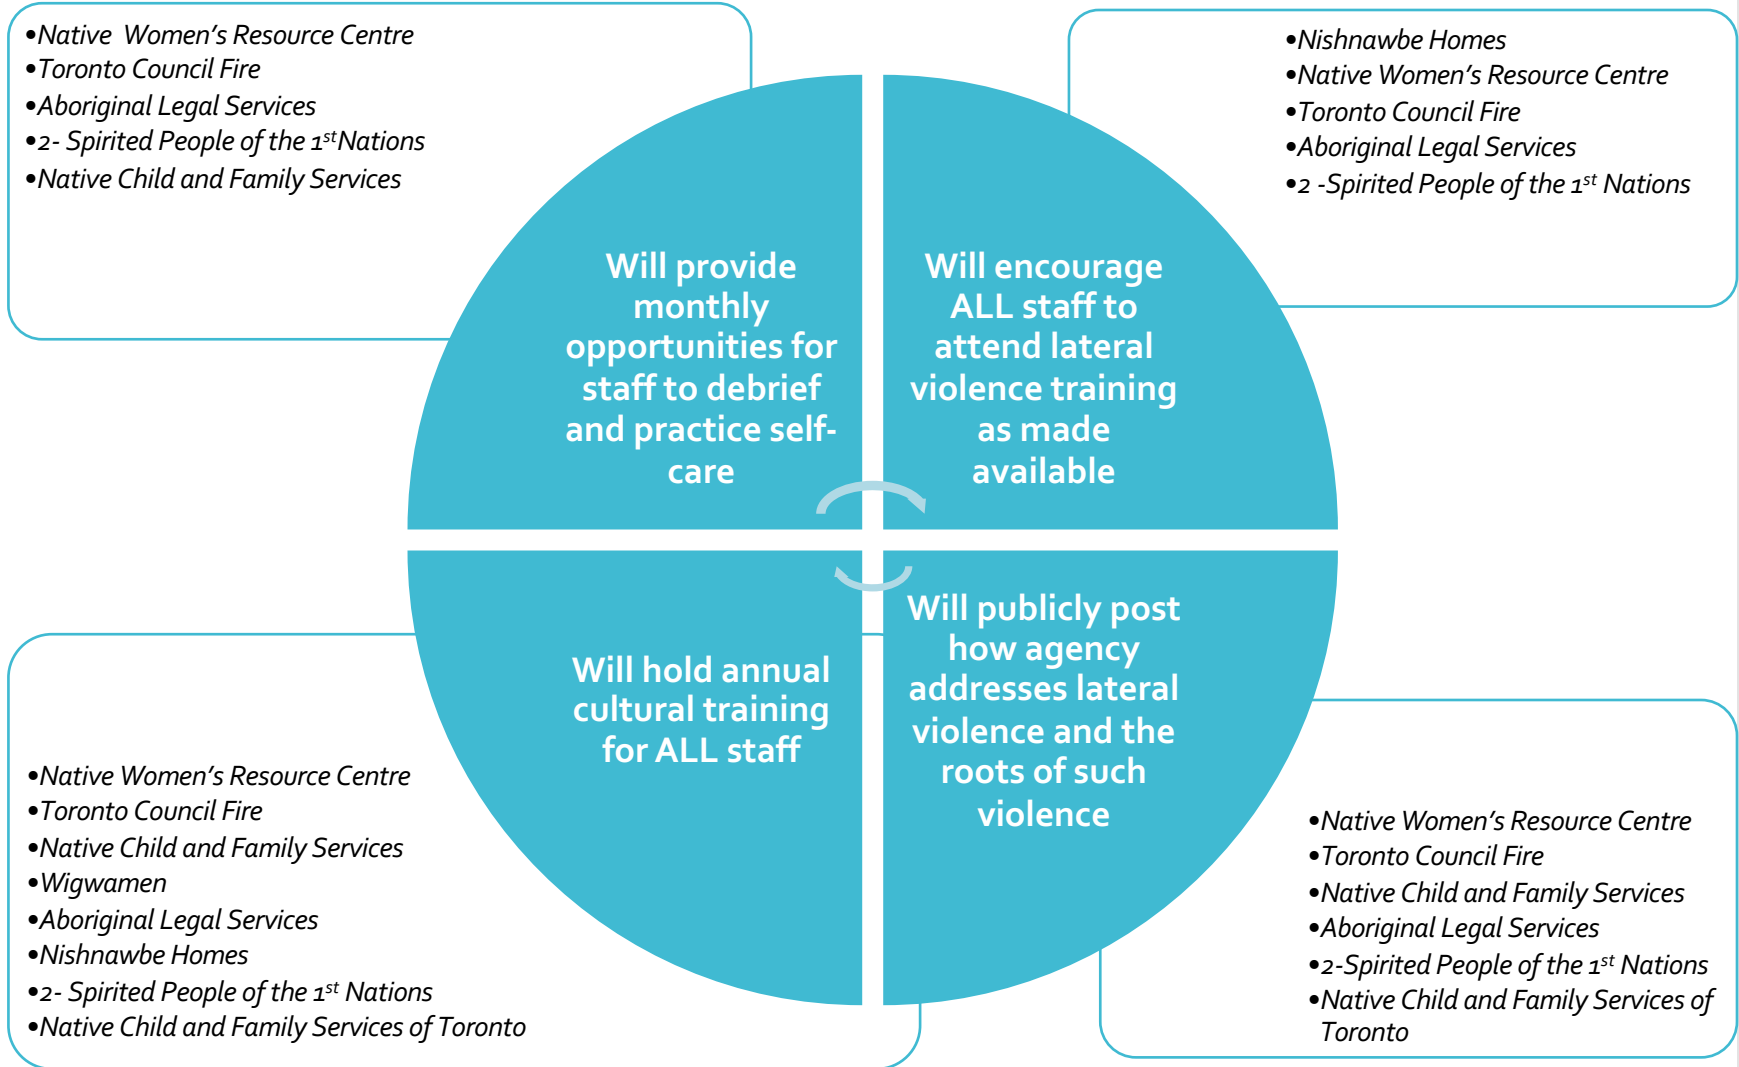 •Native  Women’s Resource Centre
•Toronto Council Fire
•Aboriginal Legal Services
•2- Spirited People of the 1stNations
•Native Child and Family Services
•Nishnawbe Homes
•Native Women’s Resource Centre
•Toronto Council Fire
•Aboriginal Legal Services
•2 -Spirited People of the 1st Nations
Will provide
monthly
opportunities for
staff to debrief
and practice self-
care
Will encourage
ALL staff to
attend lateral
violence training
as made
available
Will hold annual
cultural training
for ALL staff
Will publicly post
how agency
addresses lateral
violence and the
roots of such
violence
•Native Women’s Resource Centre
•Toronto Council Fire
•Native Child and Family Services
•Wigwamen
•Aboriginal Legal Services
•Nishnawbe Homes
•2- Spirited People of the 1st Nations
•Native Child and Family Services of Toronto
•Native Women’s Resource Centre
•Toronto Council Fire
•Native Child and Family Services
•Aboriginal Legal Services
•2-Spirited People of the 1st Nations
•Native Child and Family Services of
Toronto